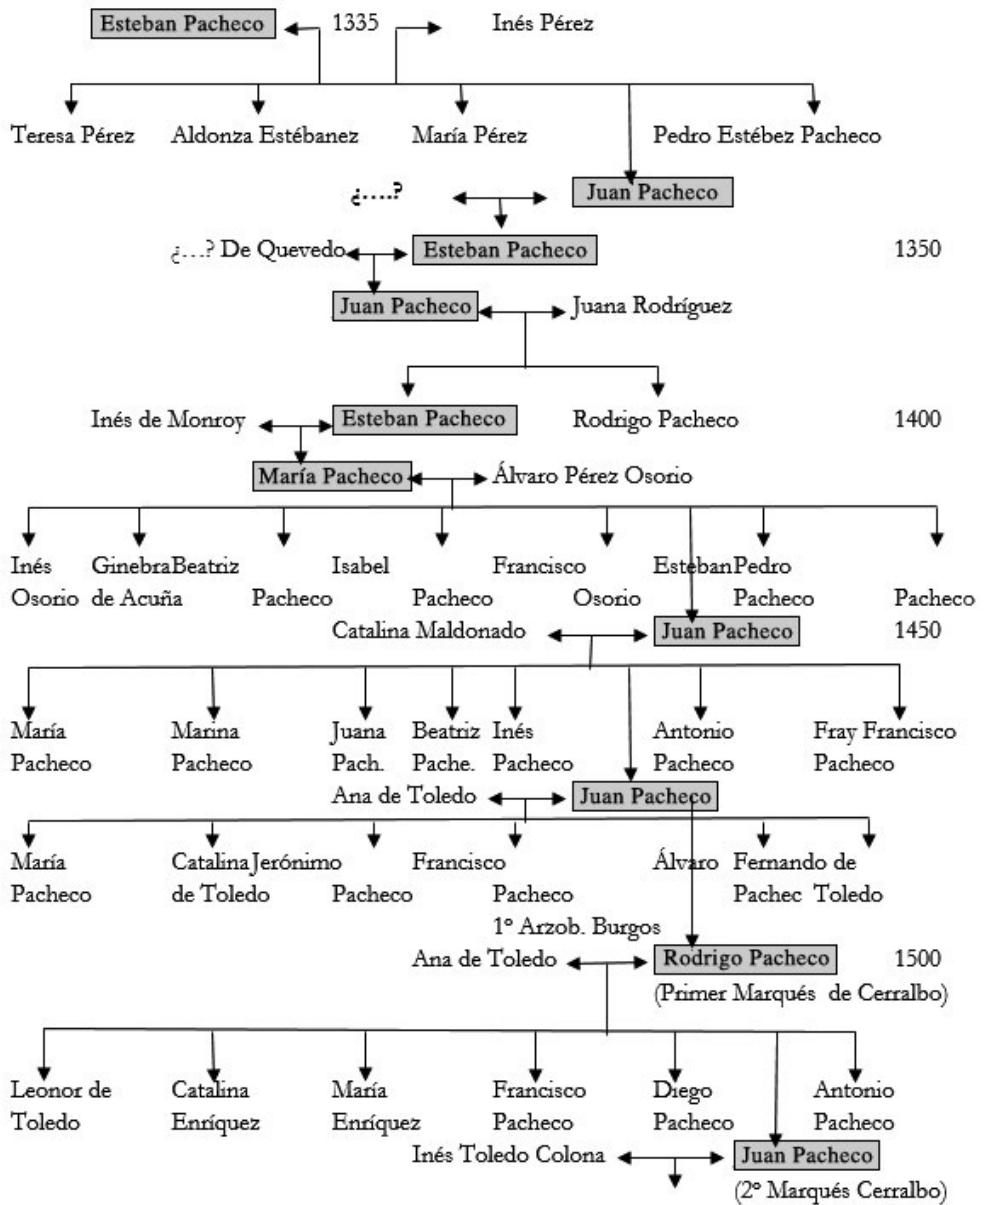 Esteban Pacheco 1335 Inés Pérez
Teresa Pérez Aldonza Estébanez María Pérez Pedro Estébez Pacheco
¿....? Juan Pacheco
¿...? De Quevedo Esteban Pacheco 1350
Juan Pacheco Juana Rodríguez
Inés de Monroy Esteban Pacheco Rodrigo Pacheco 1400
María Pacheco Álvaro Pérez Osorio
Inés GinebraBeatriz Isabel Francisco EstebanPedro
Osorio de Acuña Pacheco Pacheco Osorio Pacheco Pacheco
Catalina Maldonado Juan Pacheco 1450
María Marina Juana Beatriz Inés Antonio Fray Francisco
Pacheco Pacheco Pach. Pache. Pacheco Pacheco Pacheco
Ana de Toledo Juan Pacheco
María CatalinaJerónimo Francisco Álvaro Fernando de
Pacheco de Toledo Pacheco Pacheco Pachec Toledo
1º Arzob. Burgos
Ana de Toledo Rodrigo Pacheco 1500
(Primer Marqués de Cerralbo)
Leonor de Catalina María Francisco Diego Antonio
Toledo Enríquez Enríquez Pacheco Pacheco Pacheco
Inés Toledo Colona Juan Pacheco
(2º Marqués Cerralbo)